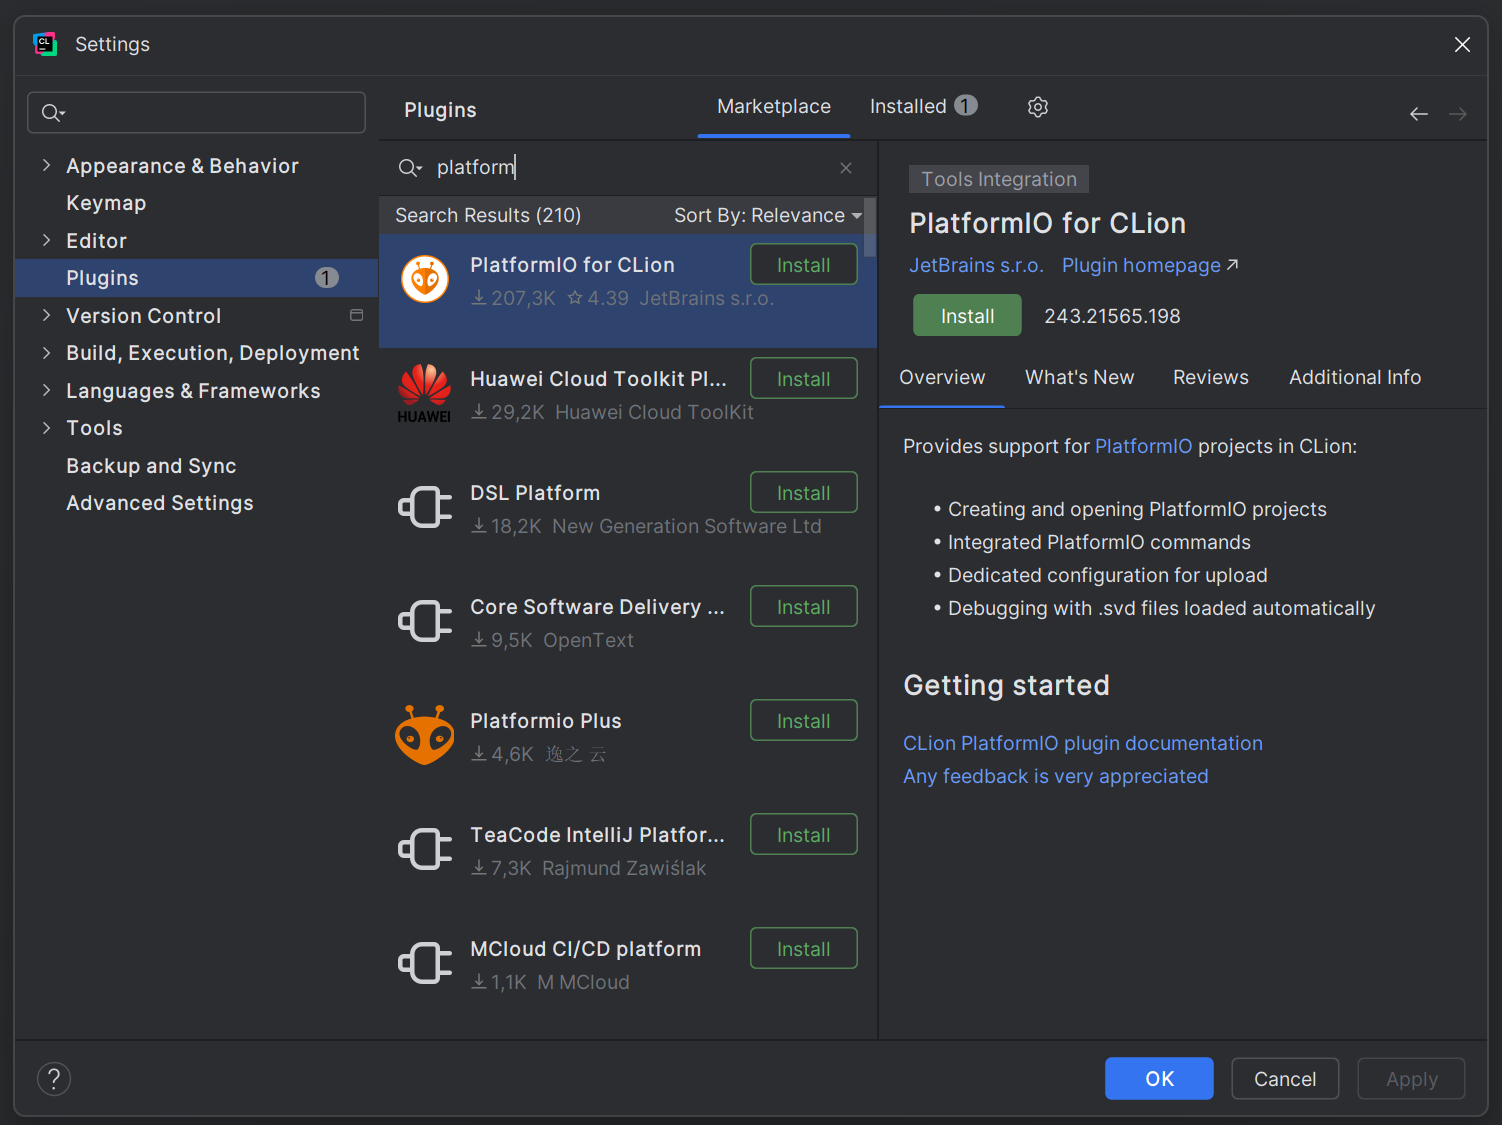 Settings
Plugins
Marketplace
Installed 1
Appearance & Behavior
Keymap
Editor
Plugins 1
Version Control
Build, Execution, Deployment
Languages & Frameworks
Tools
Backup and Sync
Advanced Settings
platform
Search Results (210) Sort By: Relevance
PlatformIO for CLion Install
207,3K 4.39 JetBrains s.r.o.
Huawei Cloud Toolkit Pl... Install
HUAWEI
29,2K Huawei Cloud ToolKit
DSL Platform Install
18,2K New Generation Software Ltd
Core Software Delivery ... Install
9,5K OpenText
Platformio Plus Install
4,6K 逸之 云
TeaCode IntelliJ Platfor... Install
7,3K Rajmund Zawiślak
MCloud CI/CD platform Install
1,1K M MCloud
Tools Integration
PlatformIO for CLion
JetBrains s.r.o. Plugin homepage
Install 243.21565.198
Overview What's New Reviews Additional Info
Provides support for PlatformIO projects in CLion:
• Creating and opening PlatformIO projects
• Integrated PlatformIO commands
• Dedicated configuration for upload
• Debugging with .svd files loaded automatically
Getting started
CLion PlatformIO plugin documentation
Any feedback is very appreciated
? OK Cancel Apply